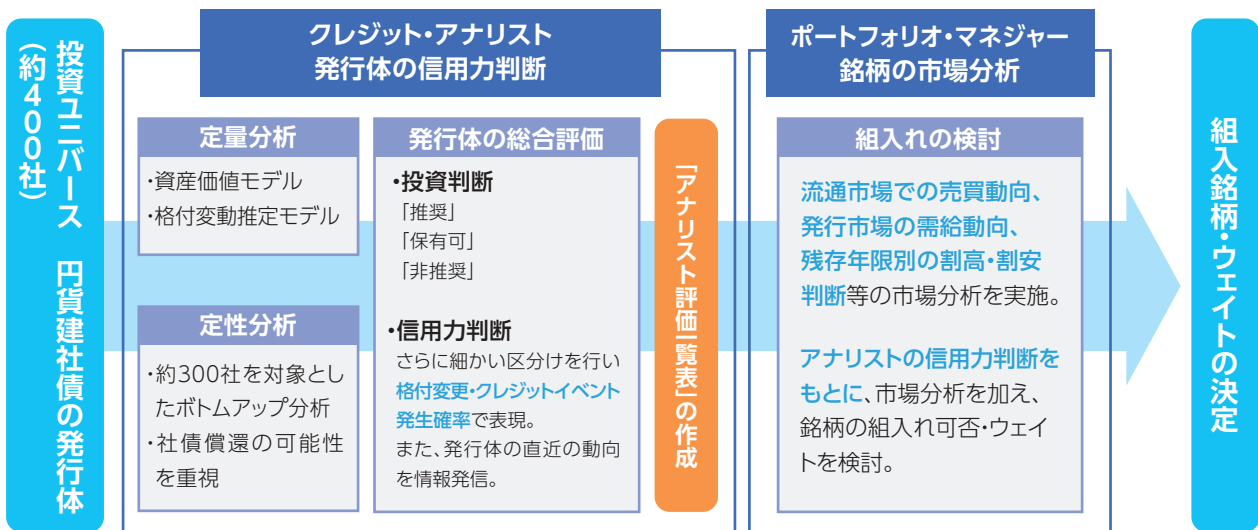 投資ユニバース 円貨建社債の発行体
（約400社）
クレジット・アナリスト
発行体の信用力判断
定量分析
・資産価値モデル
・格付変動推定モデル
定性分析
・約300社を対象とし
たボトムアップ分析
・社債償還の可能性
を重視
発行体の総合評価
・投資判断
「推奨」
「保有可」
「非推奨」
・信用力判断
さらに細かい区分けを行い
格付変更・クレジットイベント
発生確率で表現。
また、発行体の直近の動向
を情報発信。
「アナリスト評価一覧表」の作成
ポートフォリオ・マネジャー
銘柄の市場分析
組入れの検討
流通市場での売買動向、
発行市場の需給動向、
残存年限別の割高・割安
判断等の市場分析を実施。
アナリストの信用力判断を
もとに、市場分析を加え、
銘柄の組入れ可否・ウェイ
トを検討。
組入銘柄・ウェイトの決定